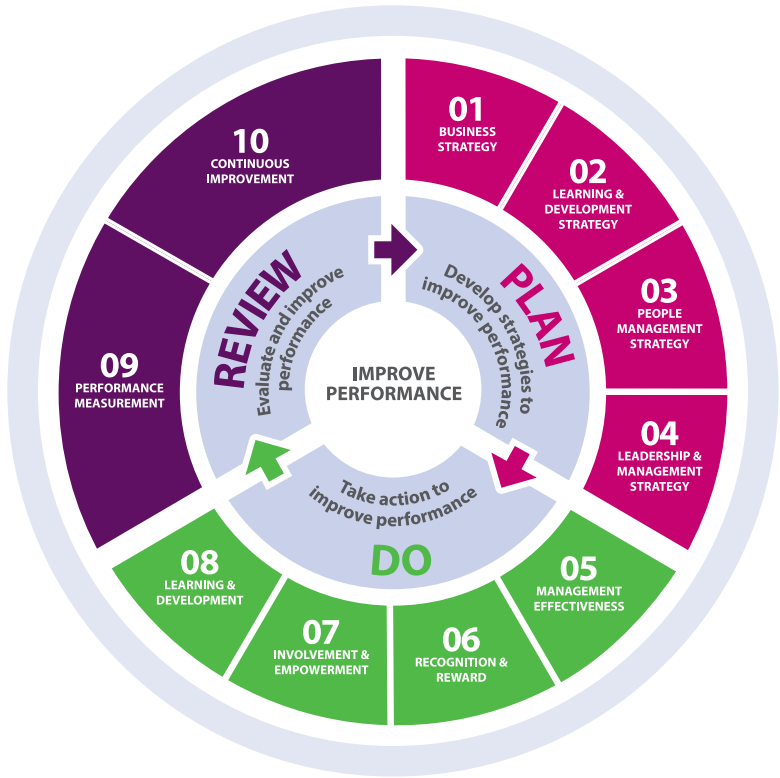 01
BUSINESS
STRATEGY
02
LEARNING &
DEVELOPMENT
STRATEGY
03
PEOPLE
MANAGEMENT
STRATEGY
04
LEADERSHIP &
MANAGEMENT
STRATEGY
05
MANAGEMENT
EFFECTIVENESS
06
RECOGNITION &
REWARD
07
INVOLVEMENT &
EMPOWERMENT
08
LEARNING &
DEVELOPMENT
09
PERFORMANCE
MEASUREMENT
10
CONTINUOUS
IMPROVEMENT
PLAN
Develop strategies to
improve performance
DO
Take action to
improve performance
REVIEW
Evaluate and improve
performance
IMPROVE
PERFORMANCE